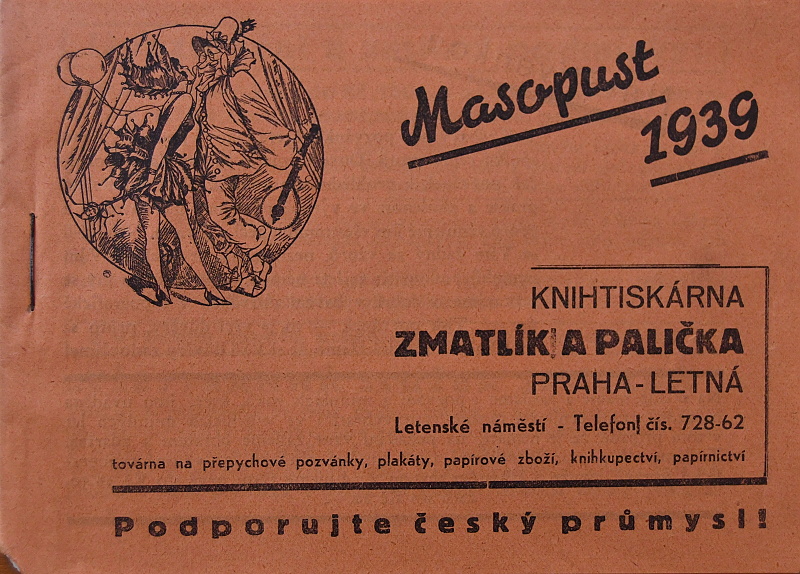 Masopust
1939
KNIHTISKÁRNA
ZMATLÍK A PALIČKA
PRAHA-LETNÁ
Letenské náměstí - Telefon čís. 728-62
továrna na přepychové pozvánky, plakáty, papírové zboží, knihkupectví, papírnictví
Podporujte český průmysl!